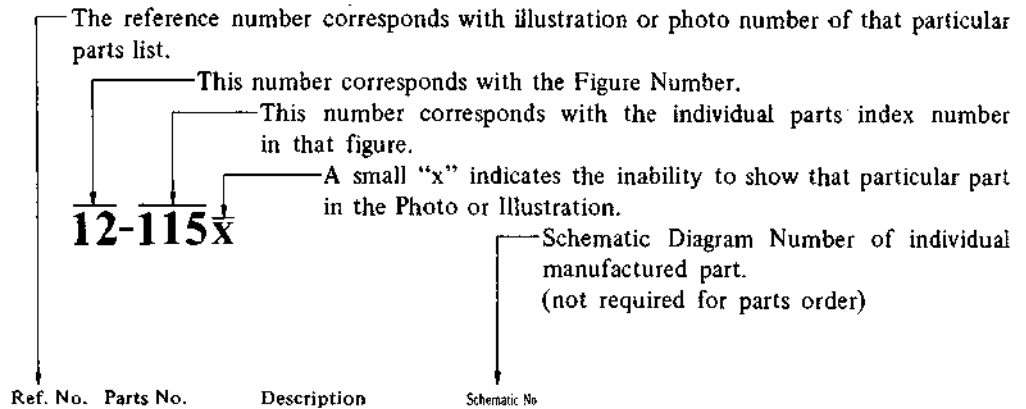 The reference number corresponds with illustration or photo number of that particular
parts list.
This number corresponds with the Figure Number.
This number corresponds with the individual parts index number
in that figure.
A small "x" indicates the inability to show that particular part
in the Photo or Illustration.
12-115x
Schematic Diagram Number of individual
manufactured part.
(not required for parts order)
Ref. No. Parts No. Description Schematic No